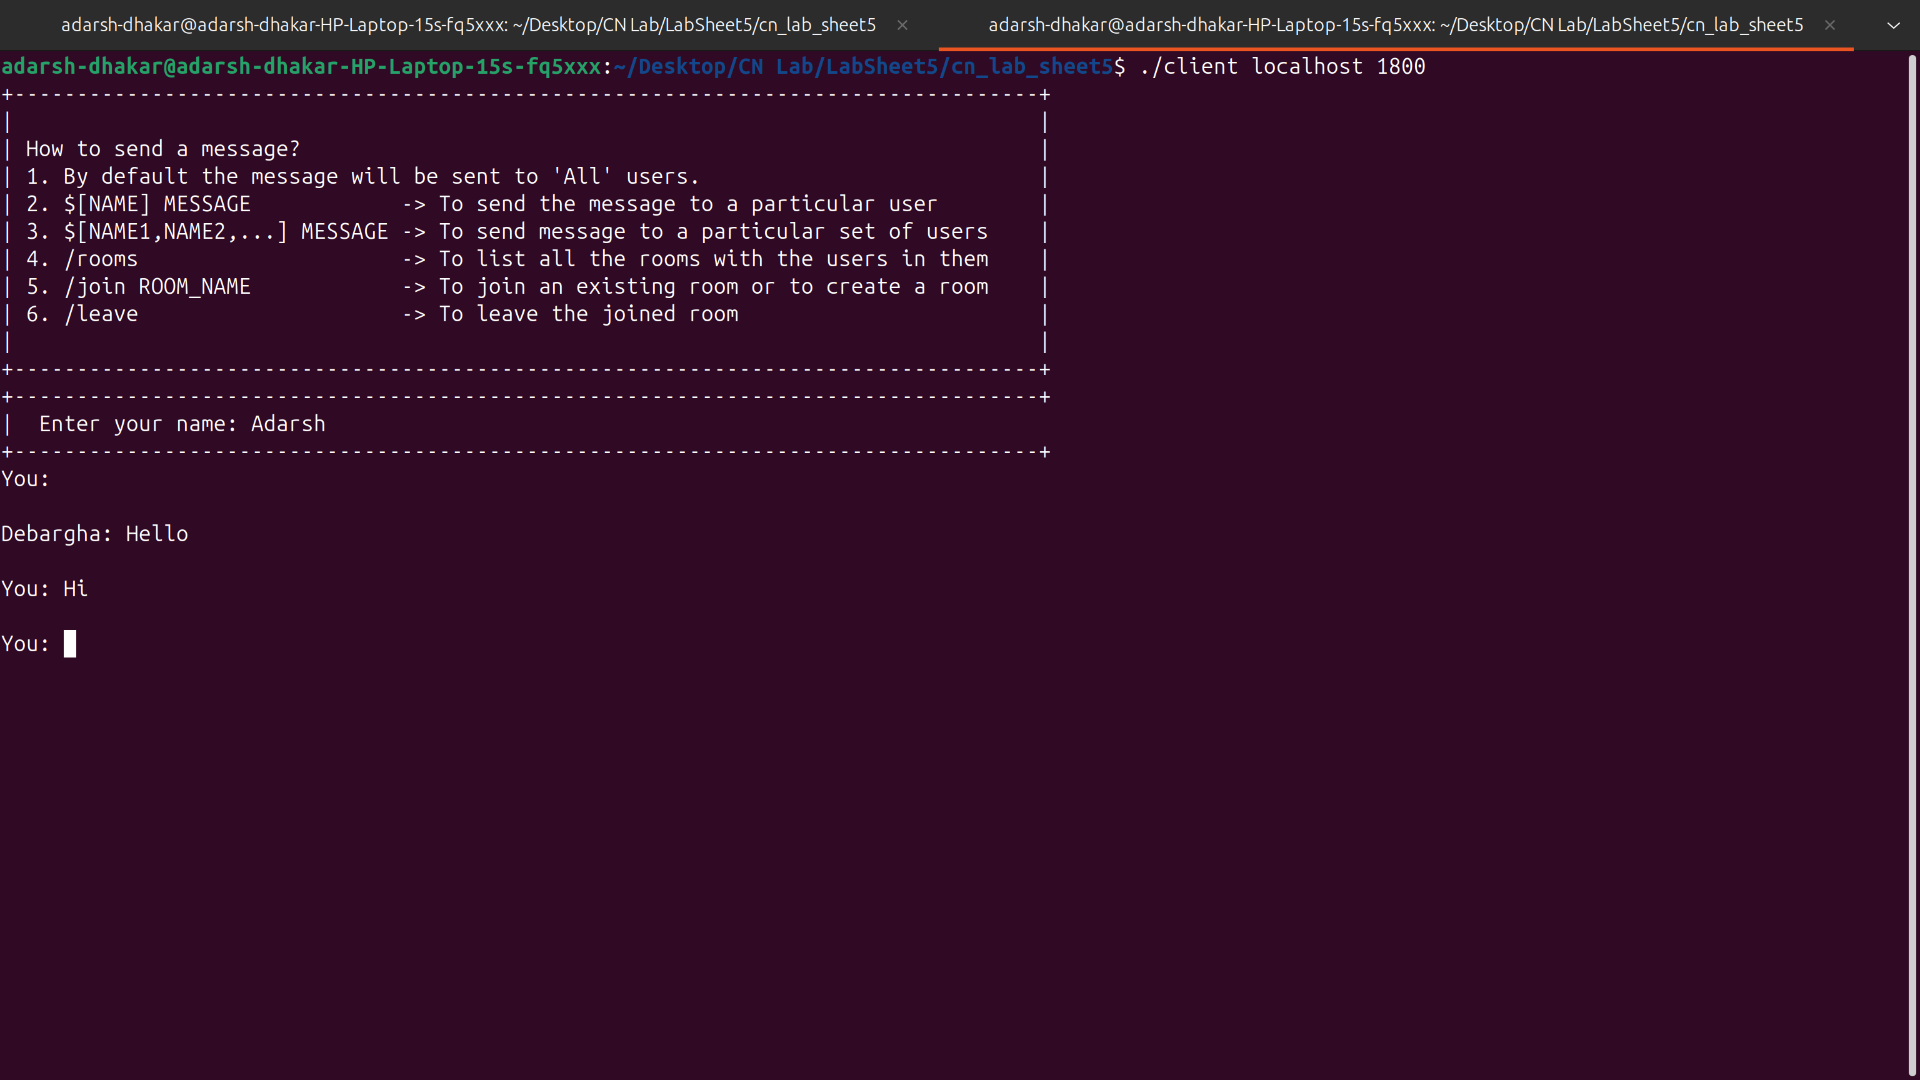 adarsh-dhakar@adarsh-dhakar-HP-Laptop-15s-fq5xxx: ~/Desktop/CN Lab/LabSheet5/cn_lab_sheet5 × adarsh-dhakar@adarsh-dhakar-HP-Laptop-15s-fq5xxx: ~/Desktop/CN Lab/LabSheet5/cn_lab_sheet5 ×
adarsh-dhakar@adarsh-dhakar-HP-Laptop-15s-fq5xxx:~/Desktop/CN Lab/LabSheet5/cn_lab_sheet5$ ./client localhost 1800
+----------------------------------------------------------------------------------+
|                                                                                  |
| How to send a message?                                                           |
| 1. By default the message will be sent to 'All' users.                           |
| 2. $[NAME] MESSAGE            -> To send the message to a particular user        |
| 3. $[NAME1,NAME2,...] MESSAGE -> To send message to a particular set of users    |
| 4. /rooms                     -> To list all the rooms with the users in them    |
| 5. /join ROOM_NAME            -> To join an existing room or to create a room    |
| 6. /leave                     -> To leave the joined room                        |
|                                                                                  |
+----------------------------------------------------------------------------------+
+----------------------------------------------------------------------------------+
|  Enter your name: Adarsh
+----------------------------------------------------------------------------------+
You:
Debargha: Hello
You: Hi
You: